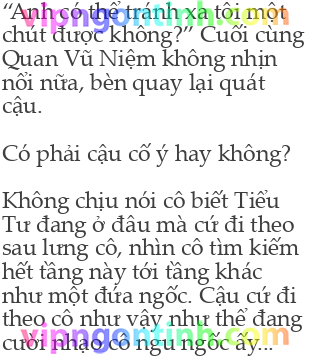 “Anh có thể tránh xa tôi một
chút được không?” Cuối cùng
Quan Vũ Niệm không nhịn
nổi nữa, bèn quay lại quát
cậu.
Có phải cậu cố ý hay không?
Không chịu nói cô biết Tiểu
Tư đang ở đâu mà cứ đi theo
sau lưng cô, nhìn cô tìm kiếm
hết tầng này tới tầng khác
như một đứa ngốc. Cậu cứ đi
theo cô như vậy như thể đang
cười nhạo cô ngu ngốc ấy...
vipngontinh.com
vipngontinh.com